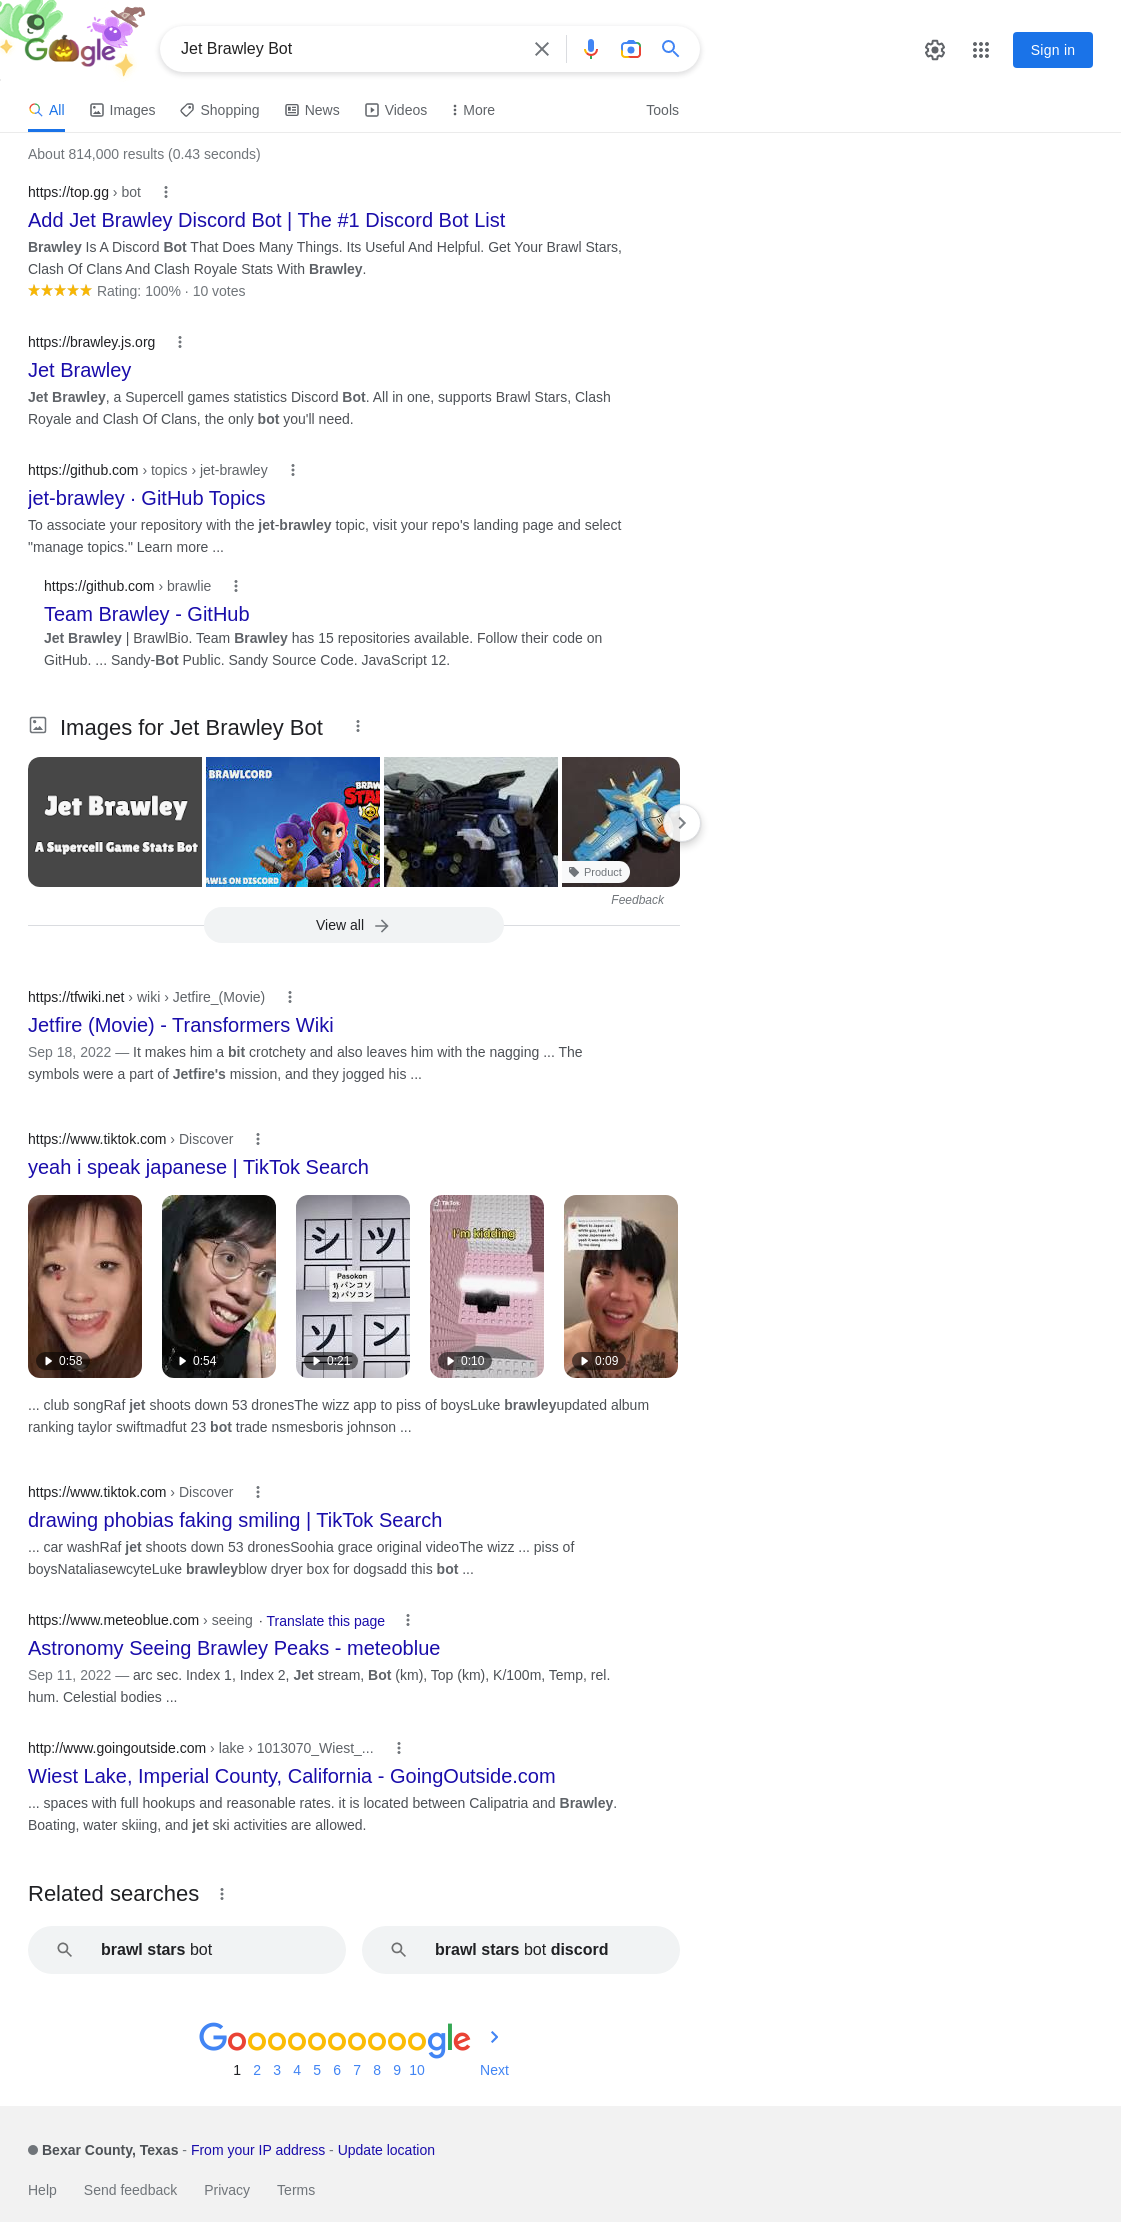 Google
Jet Brawley Bot
Sign in
All
Images
Shopping
News
Videos
More
Tools
About 814,000 results (0.43 seconds)
https://top.gg › bot
Add Jet Brawley Discord Bot | The #1 Discord Bot List
Brawley Is A Discord Bot That Does Many Things. Its Useful And Helpful. Get Your Brawl Stars,
Clash Of Clans And Clash Royale Stats With Brawley.
Rating: 100% · 10 votes
https://brawley.js.org
Jet Brawley
Jet Brawley, a Supercell games statistics Discord Bot. All in one, supports Brawl Stars, Clash
Royale and Clash Of Clans, the only bot you'll need.
https://github.com › topics › jet-brawley
jet-brawley · GitHub Topics
To associate your repository with the jet-brawley topic, visit your repo's landing page and select
"manage topics." Learn more ...
https://github.com › brawlie
Team Brawley - GitHub
Jet Brawley | BrawlBio. Team Brawley has 15 repositories available. Follow their code on
GitHub. ... Sandy-Bot Public. Sandy Source Code. JavaScript 12.
Images for Jet Brawley Bot
Jet Brawley
A Supercell Game Stats Bot
BRAWLCORD
BRAW
STA
AWLS ON DISCORD
Product
Feedback
View all
https://tfwiki.net › wiki › Jetfire_(Movie)
Jetfire (Movie) - Transformers Wiki
Sep 18, 2022 — It makes him a bit crotchety and also leaves him with the nagging ... The
symbols were a part of Jetfire's mission, and they jogged his ...
https://www.tiktok.com › Discover
yeah i speak japanese | TikTok Search
0:58
0:54
シ ツ
Pasokon
1) パンコソ
2) パソコン
ソ ン
0:21
TikTok
I'm kidding
0:10
0:09
... club songRaf jet shoots down 53 dronesThe wizz app to piss of boysLuke brawleyupdated album
ranking taylor swiftmadfut 23 bot trade nsmesboris johnson ...
https://www.tiktok.com › Discover
drawing phobias faking smiling | TikTok Search
... car washRaf jet shoots down 53 dronesSoohia grace original videoThe wizz ... piss of
boysNataliasewcyteLuke brawleyblow dryer box for dogsadd this bot ...
https://www.meteoblue.com › seeing · Translate this page
Astronomy Seeing Brawley Peaks - meteoblue
Sep 11, 2022 — arc sec. Index 1, Index 2, Jet stream, Bot (km), Top (km), K/100m, Temp, rel.
hum. Celestial bodies ...
http://www.goingoutside.com › lake › 1013070_Wiest_...
Wiest Lake, Imperial County, California - GoingOutside.com
... spaces with full hookups and reasonable rates. it is located between Calipatria and Brawley.
Boating, water skiing, and jet ski activities are allowed.
Related searches
brawl stars bot
brawl stars bot discord
Goooooooooogle
1 2 3 4 5 6 7 8 9 10 Next
Bexar County, Texas - From your IP address - Update location
Help Send feedback Privacy Terms